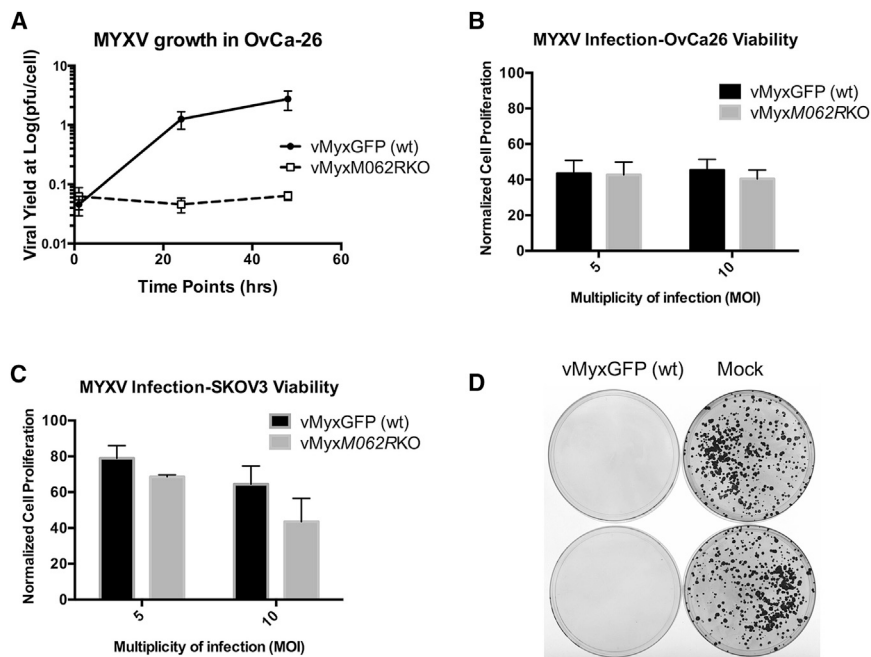 A
MYXV growth in OvCa-26
Viral Yield at Log(pfu/cell)
10
1
0.1
0.01
0
20
40
60
Time Points (hrs)
vMyxGFP (wt)
vMyxM062RKO
B
MYXV Infection-OvCa26 Viability
Normalized Cell Proliferation
100
80
60
40
20
0
5
10
Multiplicity of infection (MOI)
vMyxGFP (wt)
vMyxM062RKO
C
MYXV Infection-SKOV3 Viability
Normalized Cell Proliferation
100
80
60
40
20
0
5
10
Multiplicity of infection (MOI)
vMyxGFP (wt)
vMyxM062RKO
D
vMyxGFP (wt) Mock